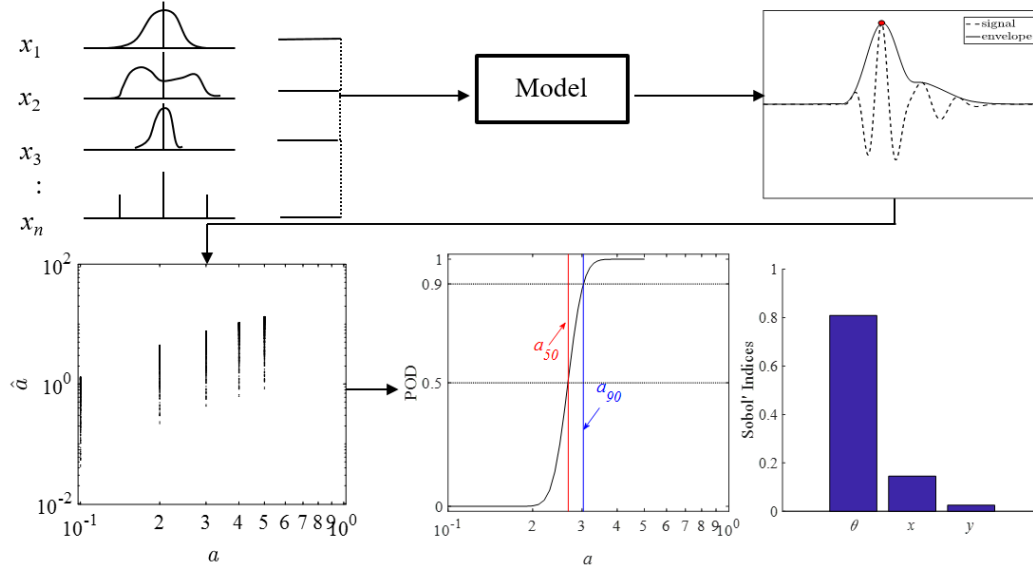 x1
x2
x3
⋮
xn
Model
signal
envelope
10^2
10^0
10^-2
â
10^-1 2 3 4 5 6 7 8 9 10^0
a
1
0.9
0.5
0
POD
a50
a90
10^-1 2 3 4 5 6 7 8 9 10^0
a
1
0.8
0.6
0.4
0.2
0
Sobol' Indices
θ x y